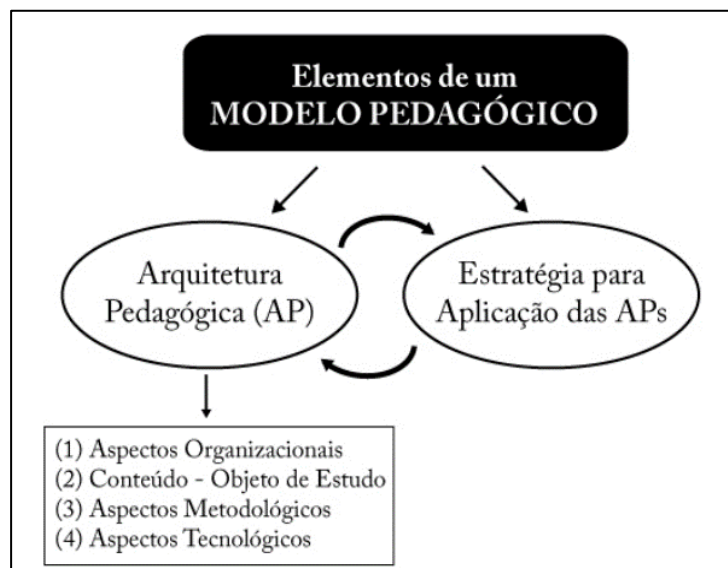 Elementos de um
MODELO PEDAGÓGICO
Arquitetura
Pedagógica (AP)
Estratégia para
Aplicação das APs
(1) Aspectos Organizacionais
(2) Conteúdo - Objeto de Estudo
(3) Aspectos Metodológicos
(4) Aspectos Tecnológicos